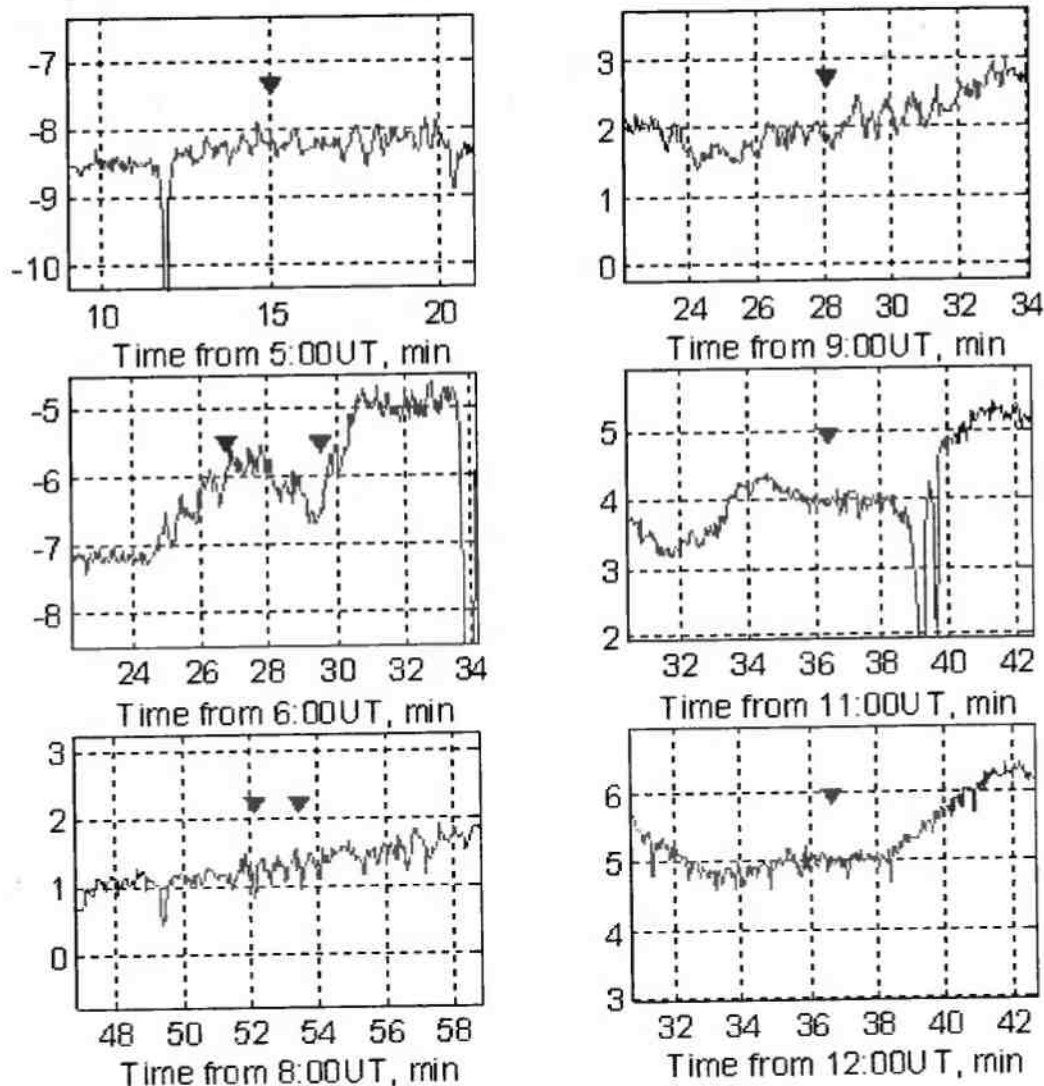 -7
-8
-9
-10
10 15 20
Time from 5:00UT, min
3
2
1
0
24 26 28 30 32 34
Time from 9:00UT, min
-5
-6
-7
-8
24 26 28 30 32 34
Time from 6:00UT, min
5
4
3
2
32 34 36 38 40 42
Time from 11:00UT, min
3
2
1
0
48 50 52 54 56 58
Time from 8:00UT, min
6
5
4
3
32 34 36 38 40 42
Time from 12:00UT, min